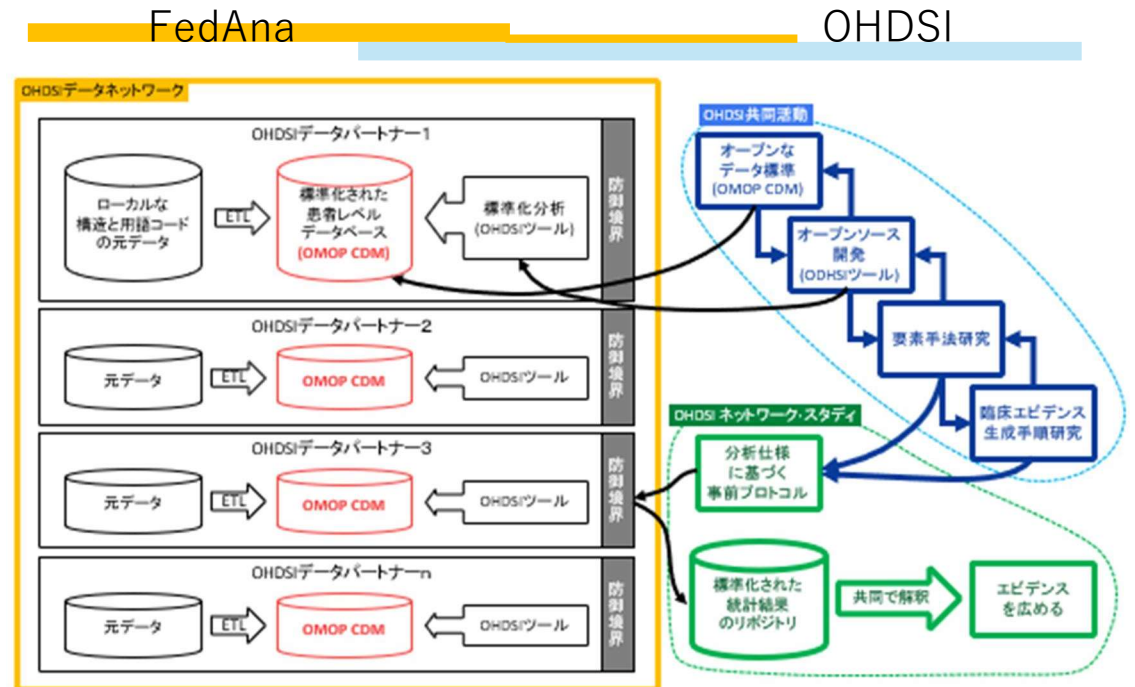 FedAna
OHDSI
OHDSIデータネットワーク
OHDSIデータパートナー1
ローカルな
構造と用語コード
の元データ
ETL
標準化された
患者レベル
データベース
(OMOP CDM)
標準化分析
(OHDSIツール)
防御境界
OHDSIデータパートナー2
元データ
ETL
OMOP CDM
OHDSIツール
防御境界
OHDSIデータパートナー3
元データ
ETL
OMOP CDM
OHDSIツール
防御境界
OHDSIデータパートナーn
元データ
ETL
OMOP CDM
OHDSIツール
防御境界
OHDSI共同活動
オープンな
データ標準
(OMOP CDM)
オープンソース
開発
(ODHSIツール)
要素手法研究
臨床エビデンス
生成手順研究
OHDSI ネットワーク・スタディ
分析仕様
に基づく
事前プロトコル
標準化された
統計結果
のリポジトリ
共同で解釈
エビデンス
を広める